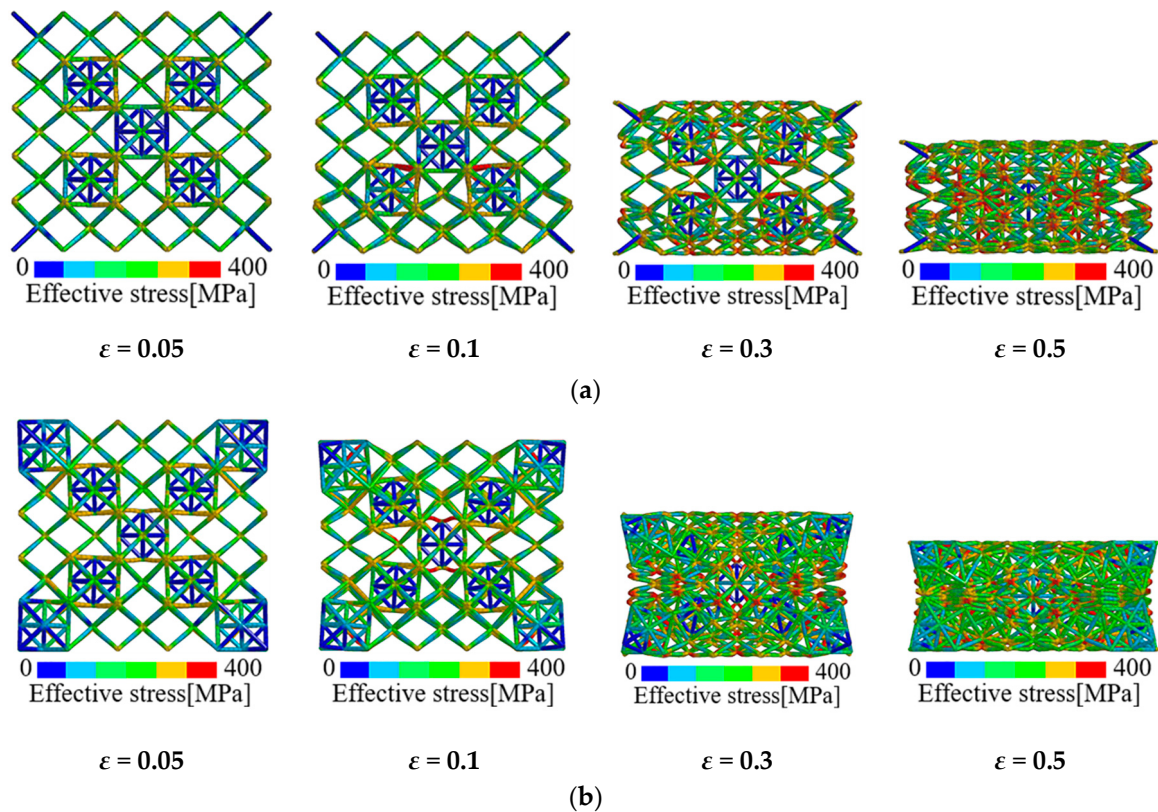 0 400 0 400 0 400 0 400
Effective stress[MPa] Effective stress[MPa] Effective stress[MPa] Effective stress[MPa]
ε = 0.05 ε = 0.1 ε = 0.3 ε = 0.5
(a)
0 400 0 400 0 400 0 400
Effective stress[MPa] Effective stress[MPa] Effective stress[MPa] Effective stress[MPa]
ε = 0.05 ε = 0.1 ε = 0.3 ε = 0.5
(b)